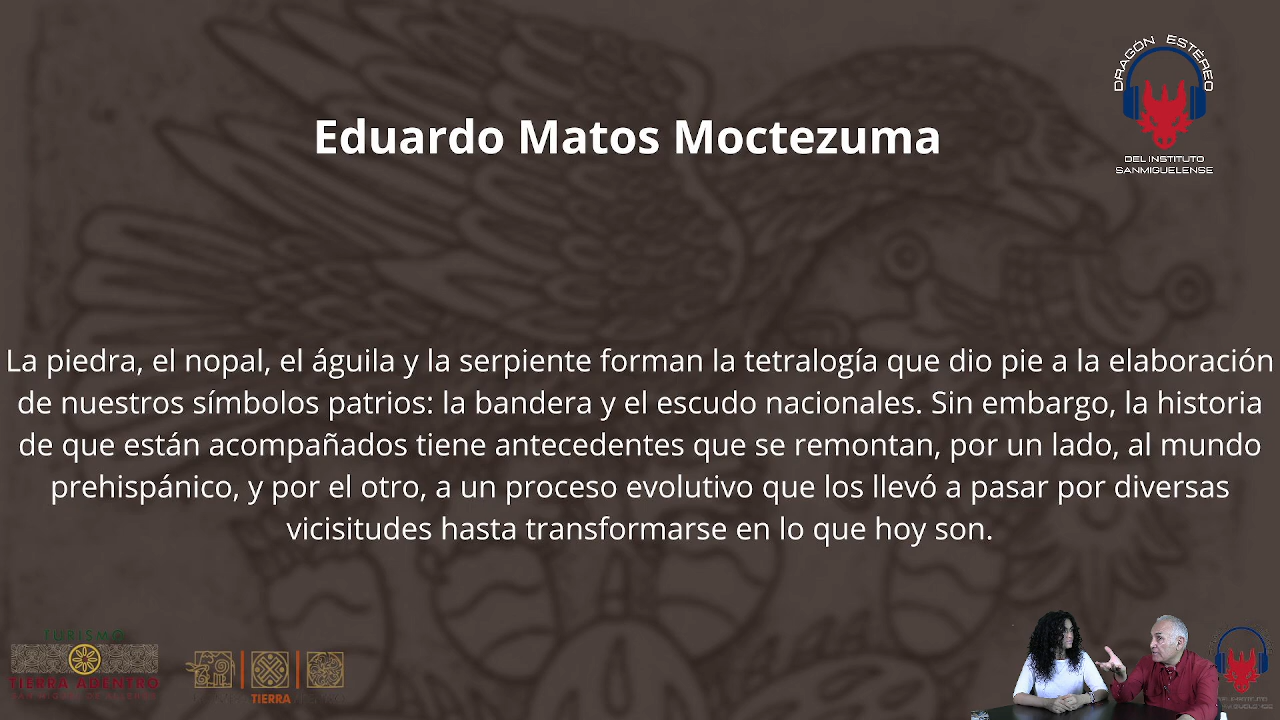 DRAGÓN ESTÉREO
DEL INSTITUTO
SANMIGUELENSE
Eduardo Matos Moctezuma
La piedra, el nopal, el águila y la serpiente forman la tetralogía que dio pie a la elaboración
de nuestros símbolos patrios: la bandera y el escudo nacionales. Sin embargo, la historia
de que están acompañados tiene antecedentes que se remontan, por un lado, al mundo
prehispánico, y por el otro, a un proceso evolutivo que los llevó a pasar por diversas
vicisitudes hasta transformarse en lo que hoy son.
TURISMO
TIERRA ADENTRO
TIERRA